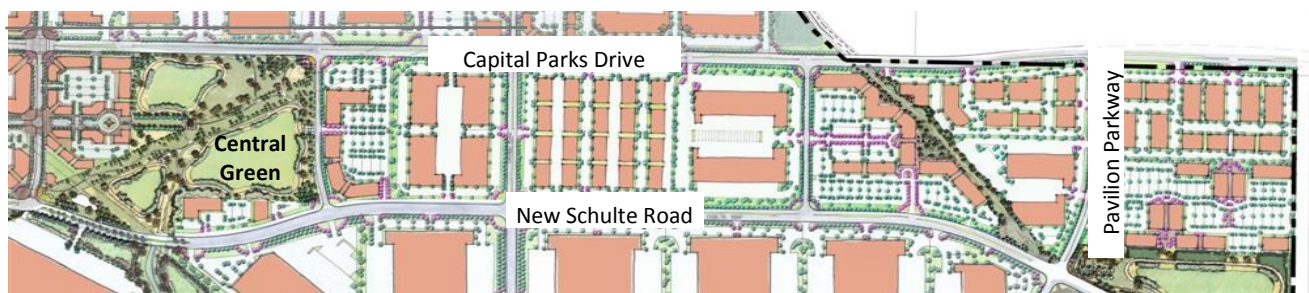 Capital Parks Drive
Central
Green
New Schulte Road
Pavilion Parkway